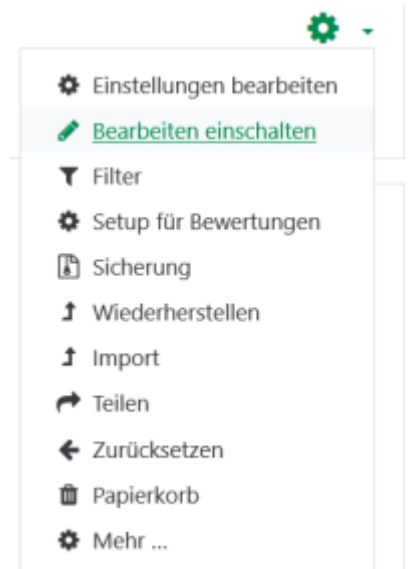 Einstellungen bearbeiten
Bearbeiten einschalten
Filter
Setup für Bewertungen
Sicherung
Wiederherstellen
Import
Teilen
Zurücksetzen
Papierkorb
Mehr ...